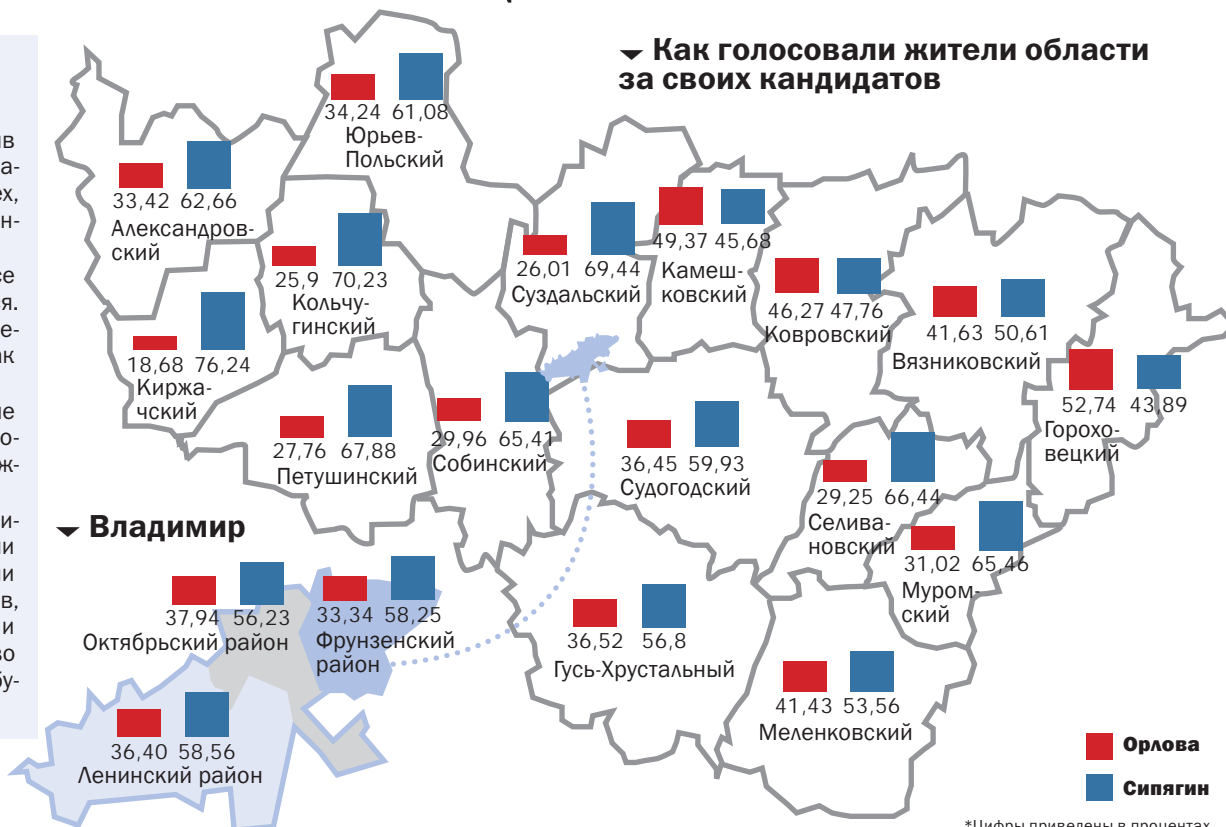 Как голосовали жители области
за своих кандидатов
34,24 61,08
Юрьев-
Польский
33,42 62,66
Александров-
ский
25,9 70,23
Кольчу-
гинский
18,68 76,24
Киржа-
чский
27,76 67,88
Петушинский
29,96 65,41
Собинский
26,01 69,44
Суздальский
49,37 45,68
Камеш-
ковский
46,27 47,76
Ковровский
41,63 50,61
Вязниковский
52,74 43,89
Горохо-
вецкий
36,45 59,93
Судогодский
29,25 66,44
Селива-
новский
31,02 65,46
Муром-
ский
36,52 56,8
Гусь-Хрустальный
41,43 53,56
Меленковский
Владимир
37,94 56,23
Октябрьский район
33,34 58,25
Фрунзенский
район
36,40 58,56
Ленинский район
Орлова
Сипягин
*Цифры приведены в процентах